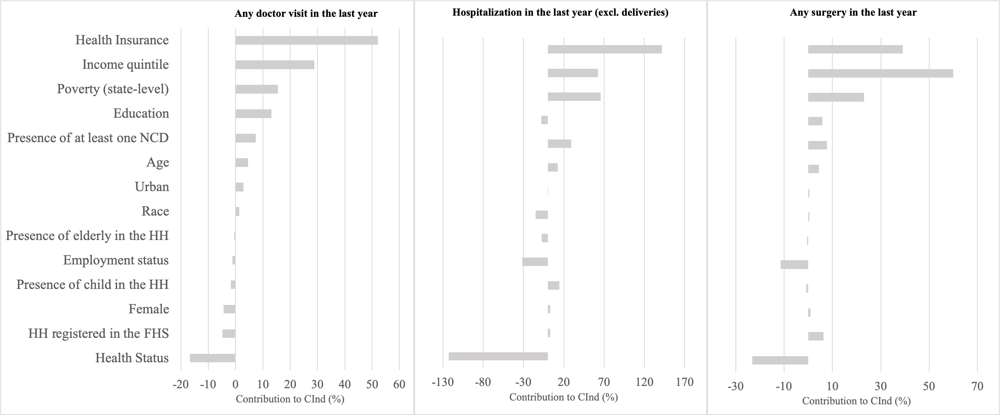 Any doctor visit in the last year
Health Insurance
Income quintile
Poverty (state-level)
Education
Presence of at least one NCD
Age
Urban
Race
Presence of elderly in the HH
Employment status
Presence of child in the HH
Female
HH registered in the FHS
Health Status
-20 -10 0 10 20 30 40 50 60
Contribution to CInd (%)
Hospitalization in the last year (excl. deliveries)
-130 -80 -30 20 70 120 170
Contribution to CInd (%)
Any surgery in the last year
-30 -10 10 30 50 70
Contribution to CInd (%)